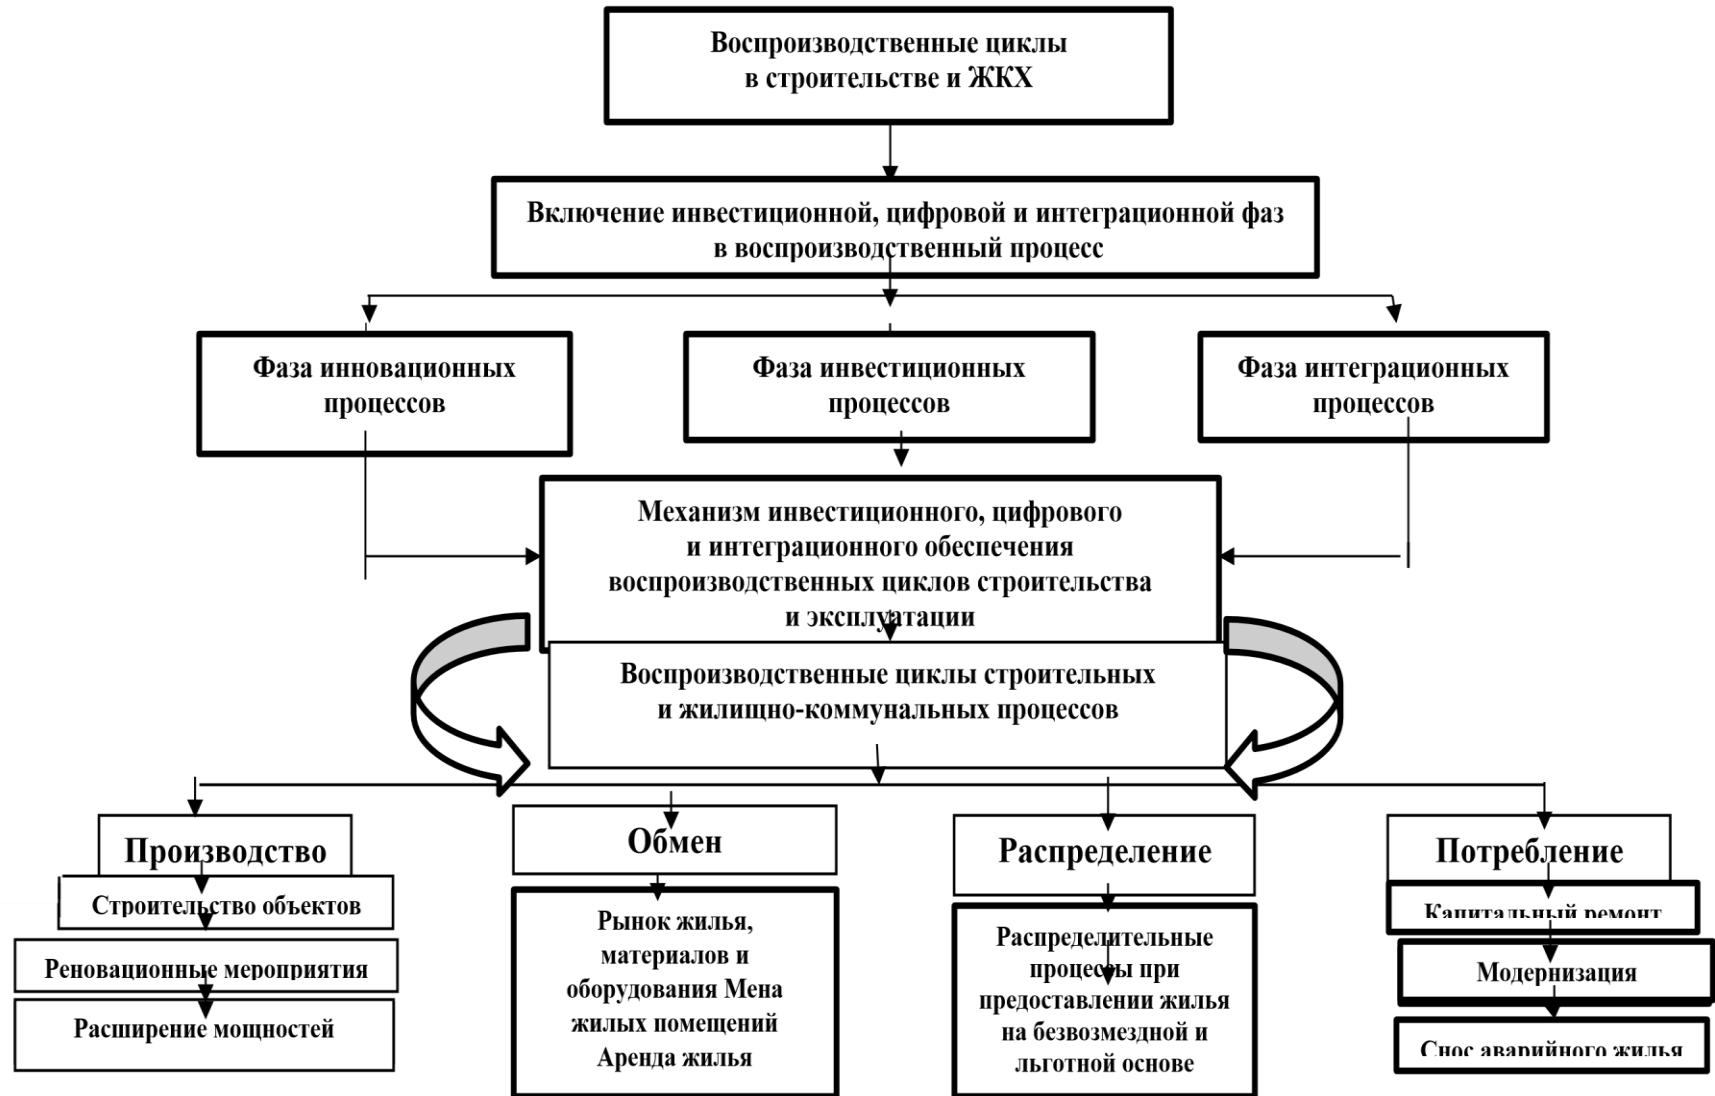 Воспроизводственные циклы
в строительстве и ЖКХ
Включение инвестиционной, цифровой и интеграционной фаз
в воспроизводственный процесс
Фаза инновационных
процессов
Фаза инвестиционных
процессов
Фаза интеграционных
процессов
Механизм инвестиционного, цифрового
и интеграционного обеспечения
воспроизводственных циклов строительства
и эксплуатации
Воспроизводственные циклы строительных
и жилищно-коммунальных процессов
Производство
Строительство объектов
Реновационные мероприятия
Расширение мощностей
Обмен
Рынок жилья,
материалов и
оборудования Мена
жилых помещений
Аренда жилья
Распределение
Распределительные
процессы при
предоставлении жилья
на безвозмездной и
льготной основе
Потребление
Капитальный ремонт
Модернизация
Снос аварийного жилья